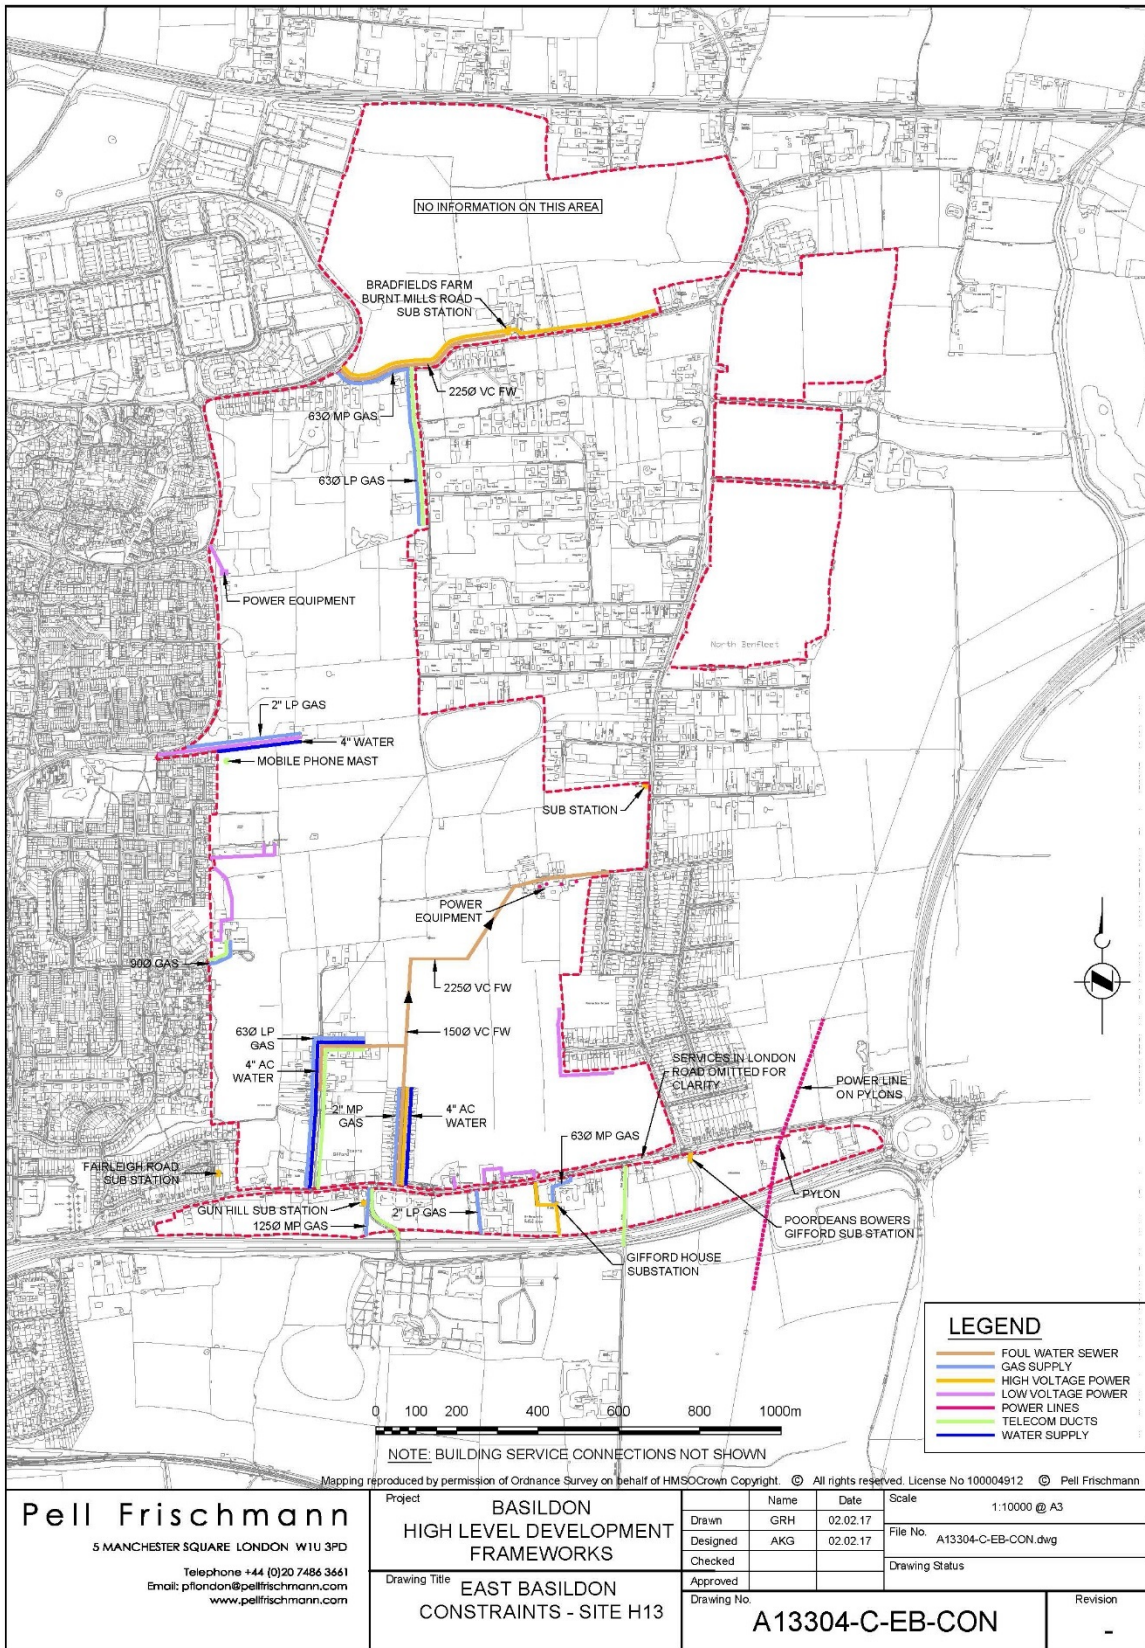 NO INFORMATION ON THIS AREA
BRADFIELDS FARM
BURNT MILLS ROAD
SUB STATION
225Ø VC FW
63Ø MP GAS
63Ø LP GAS
POWER EQUIPMENT
North Benfleet
2" LP GAS
4" WATER
MOBILE PHONE MAST
SUB STATION
POWER
EQUIPMENT
90Ø GAS
225Ø VC FW
63Ø LP
GAS
150Ø VC FW
4" AC
WATER
SERVICES IN LONDON
ROAD OMITTED FOR
CLARITY
POWER LINE
ON PYLONS
2" MP
GAS
4" AC
WATER
63Ø MP GAS
FAIRLEIGH ROAD
SUB STATION
PYLON
GUN HILL SUB STATION
2" LP GAS
125Ø MP GAS
POORDEANS BOWERS
GIFFORD SUB STATION
GIFFORD HOUSE
SUBSTATION
LEGEND
FOUL WATER SEWER
GAS SUPPLY
HIGH VOLTAGE POWER
LOW VOLTAGE POWER
POWER LINES
TELECOM DUCTS
WATER SUPPLY
0 100 200 400 600 800 1000m
NOTE: BUILDING SERVICE CONNECTIONS NOT SHOWN
Mapping reproduced by permission of Ordnance Survey on behalf of HMSOCrown Copyright. © All rights reserved. License No 100004912 © Pell Frischmann
Pell Frischmann
5 MANCHESTER SQUARE LONDON W1U 3PD
Telephone +44 (0)20 7486 3661
Email: pflondon@pellfrischmann.com
www.pellfrischmann.com
Project
BASILDON
HIGH LEVEL DEVELOPMENT
FRAMEWORKS
Drawing Title
EAST BASILDON
CONSTRAINTS - SITE H13
Name Date
Drawn GRH 02.02.17
Designed AKG 02.02.17
Checked
Approved
Scale
1:10000 @ A3
File No. A13304-C-EB-CON.dwg
Drawing Status
Drawing No.
A13304-C-EB-CON
Revision
-